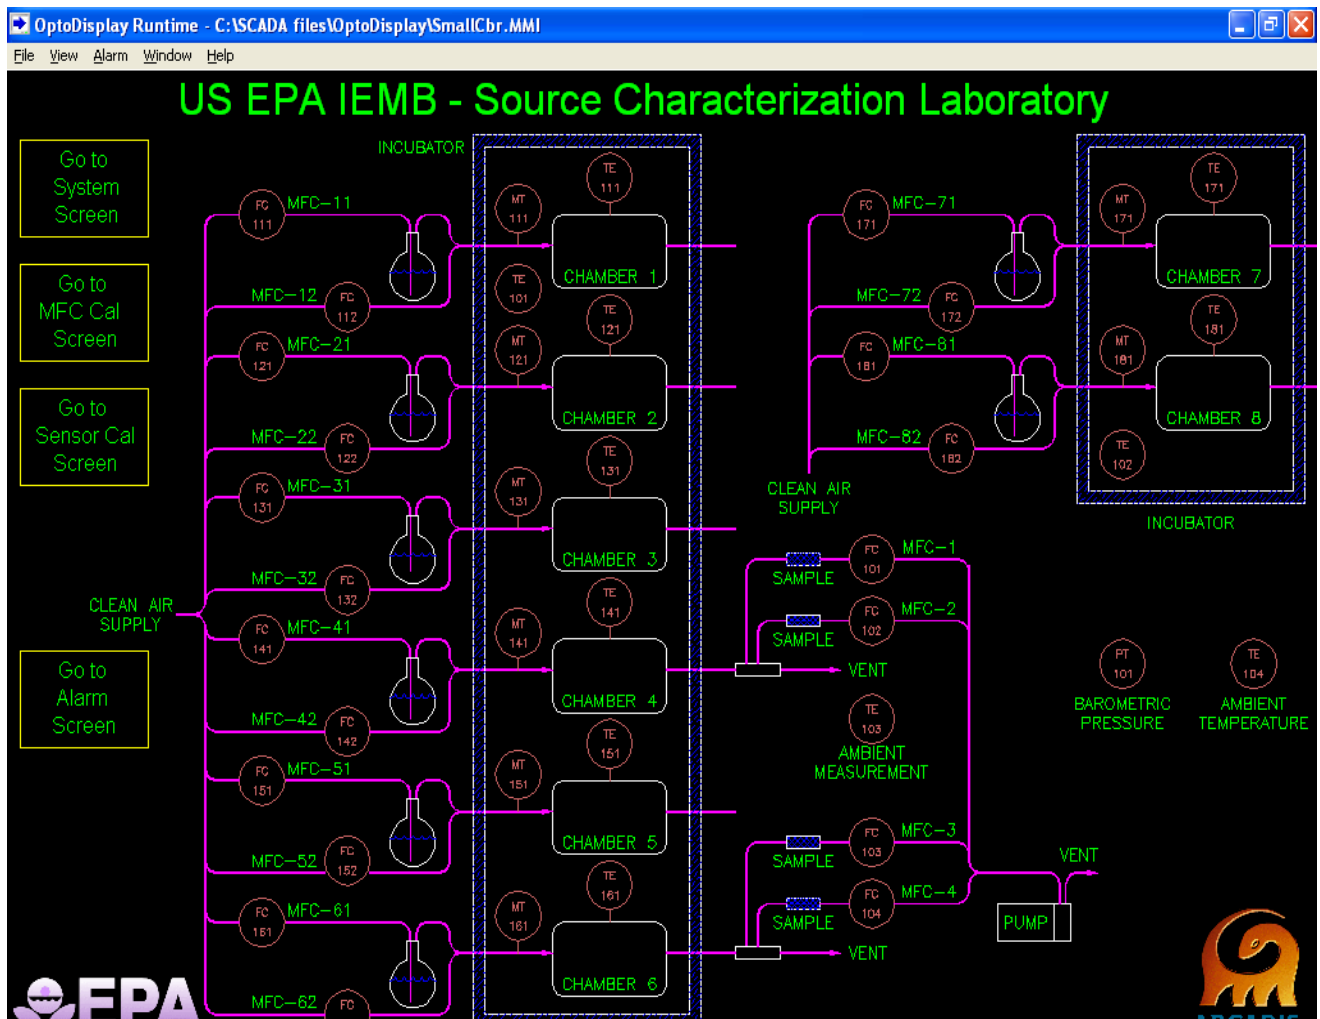 OptoDisplay Runtime - C:\SCADA files\OptoDisplay\SmallCbr.MMI
File View Alarm Window Help
US EPA IEMB - Source Characterization Laboratory
Go to
System
Screen
Go to
MFC Cal
Screen
Go to
Sensor Cal
Screen
Go to
Alarm
Screen
CLEAN AIR
SUPPLY
INCUBATOR
FC
111
MFC-11
MFC-12
FC
112
MT
111
TE
111
CHAMBER 1
TE
101
FC
121
MFC-21
MFC-22
FC
122
MT
121
TE
121
CHAMBER 2
FC
131
MFC-31
MFC-32
FC
132
MT
131
TE
131
CHAMBER 3
FC
141
MFC-41
MFC-42
FC
142
MT
141
TE
141
CHAMBER 4
FC
151
MFC-51
MFC-52
FC
152
MT
151
TE
151
CHAMBER 5
FC
161
MFC-61
MFC-62
FC
MT
161
TE
161
CHAMBER 6
FC
171
MFC-71
MFC-72
FC
172
MT
171
TE
171
CHAMBER 7
FC
181
MFC-81
MFC-82
FC
182
MT
181
TE
181
CHAMBER 8
TE
102
CLEAN AIR
SUPPLY
INCUBATOR
SAMPLE
FC
101
MFC-1
SAMPLE
FC
102
MFC-2
VENT
TE
103
AMBIENT
MEASUREMENT
PT
101
BAROMETRIC
PRESSURE
TE
104
AMBIENT
TEMPERATURE
SAMPLE
FC
103
MFC-3
SAMPLE
FC
104
MFC-4
VENT
VENT
PUMP
EPA
ARCADIS